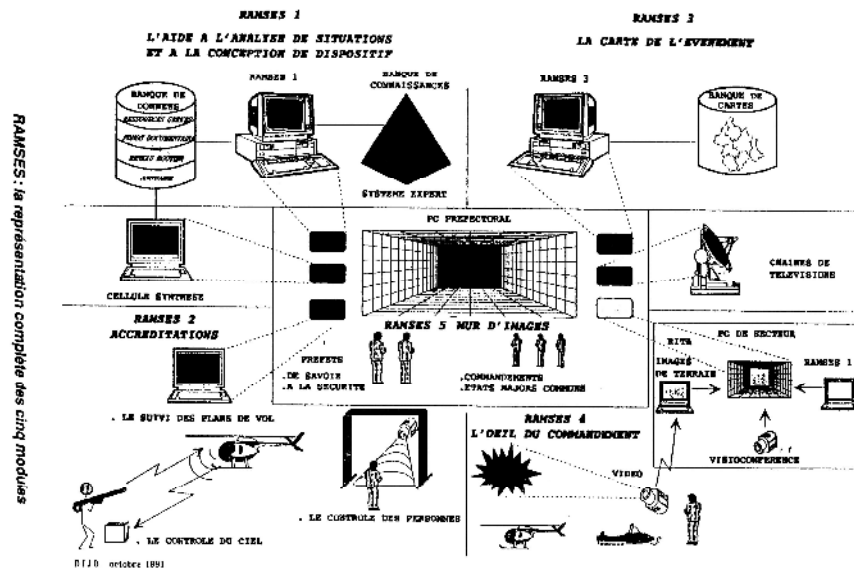 RAMSES 1
L'AIDE A L'ANALYSE DE SITUATIONS
ET A LA CONCEPTION DE DISPOSITIF
RAMSES 3
LA CARTE DE L'EVENEMENT
RAMSES 1
BANQUE DE
CONNAISSANCES
RAMSES 3
BANQUE DE
DONNEES
BANQUE DE
CARTES
SYSTEME EXPERT
PC PREFECTORAL
CELLULE SYNTHESE
CHAINES DE
TELEVISIONS
RAMSES 2
ACCREDITATIONS
RAMSES 5 MUR D'IMAGES
PREFETS
.DE SAVOIE
.A LA SECURITE
.COMMANDEMENTS
.ETATS MAJORS COMMUNS
PC DE SECTEUR
RITA
IMAGES
DE TERRAIN
RAMSES 1
VISIOCONFERENCE
. LE SUIVI DES PLANS DE VOL
RAMSES 4
L'OEIL DU COMMANDEMENT
VIDEO
. LE CONTROLE DES PERSONNES
. LE CONTROLE DU CIEL
octobre 1991
RAMSES : la représentation complète des cinq modules